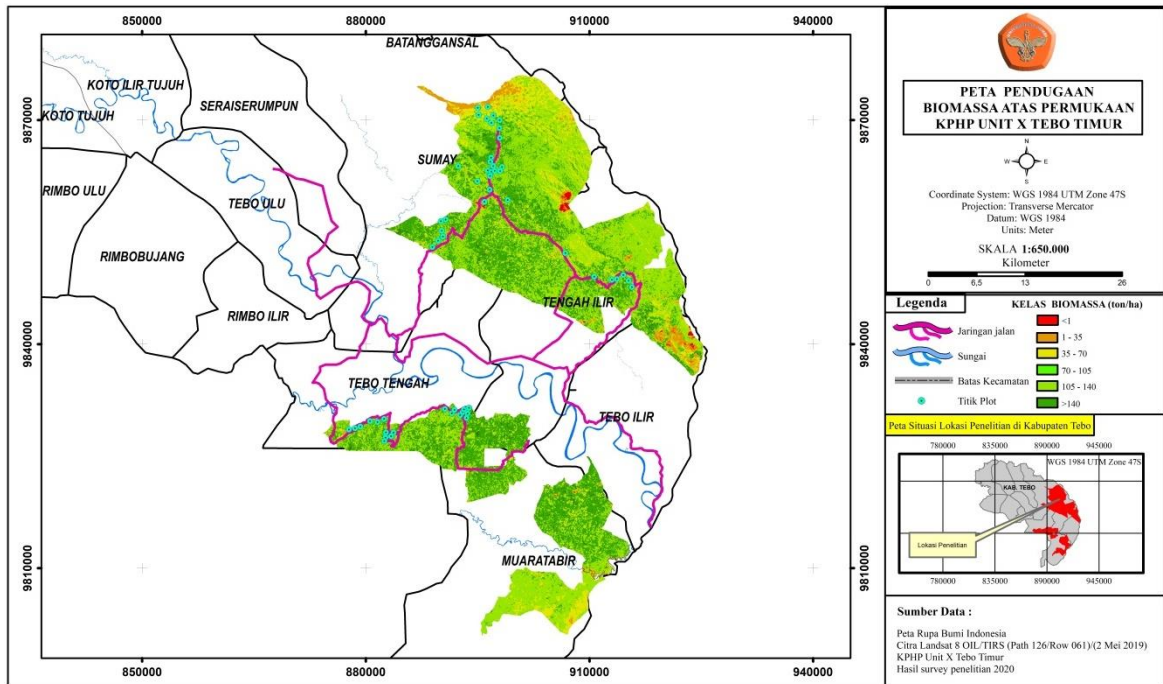 850000
880000
910000
940000
9870000
9840000
9810000
850000
880000
910000
940000
9870000
9840000
9810000
BATANGGANSAL
KOTO ILIR TUJUH
KOTO TUJUH
SERAISERUMPUN
SUMAY
RIMBO ULU
TEBO ULU
RIMBOBUJANG
RIMBO ILIR
TENGAH ILIR
TEBO TENGAH
TEBO ILIR
MUARATABIR
PETA PENDUGAAN
BIOMASSA ATAS PERMUKAAN
KPHP UNIT X TEBO TIMUR
N
W E
S
Coordinate System: WGS 1984 UTM Zone 47S
Projection: Transverse Mercator
Datum: WGS 1984
Units: Meter
SKALA 1:650.000
Kilometer
0 6,5 13 13 26
Legenda
KELAS BIOMASSA (ton/ha)
Jaringan jalan
Sungai
Batas Kecamatan
Titik Plot
<1
1 - 35
35 - 70
70 - 105
105 - 140
>140
Peta Situasi Lokasi Penelitian di Kabupaten Tebo
780000 835000 890000 945000
WGS 1984 UTM Zone 47S
KAB. TEBO
Lokasi Penelitian
780000 835000 890000 945000
Sumber Data :
Peta Rupa Bumi Indonesia
Citra Landsat 8 OIL/TIRS (Path 126/Row 061)/(2 Mei 2019)
KPHP Unit X Tebo Timur
Hasil survey penelitian 2020